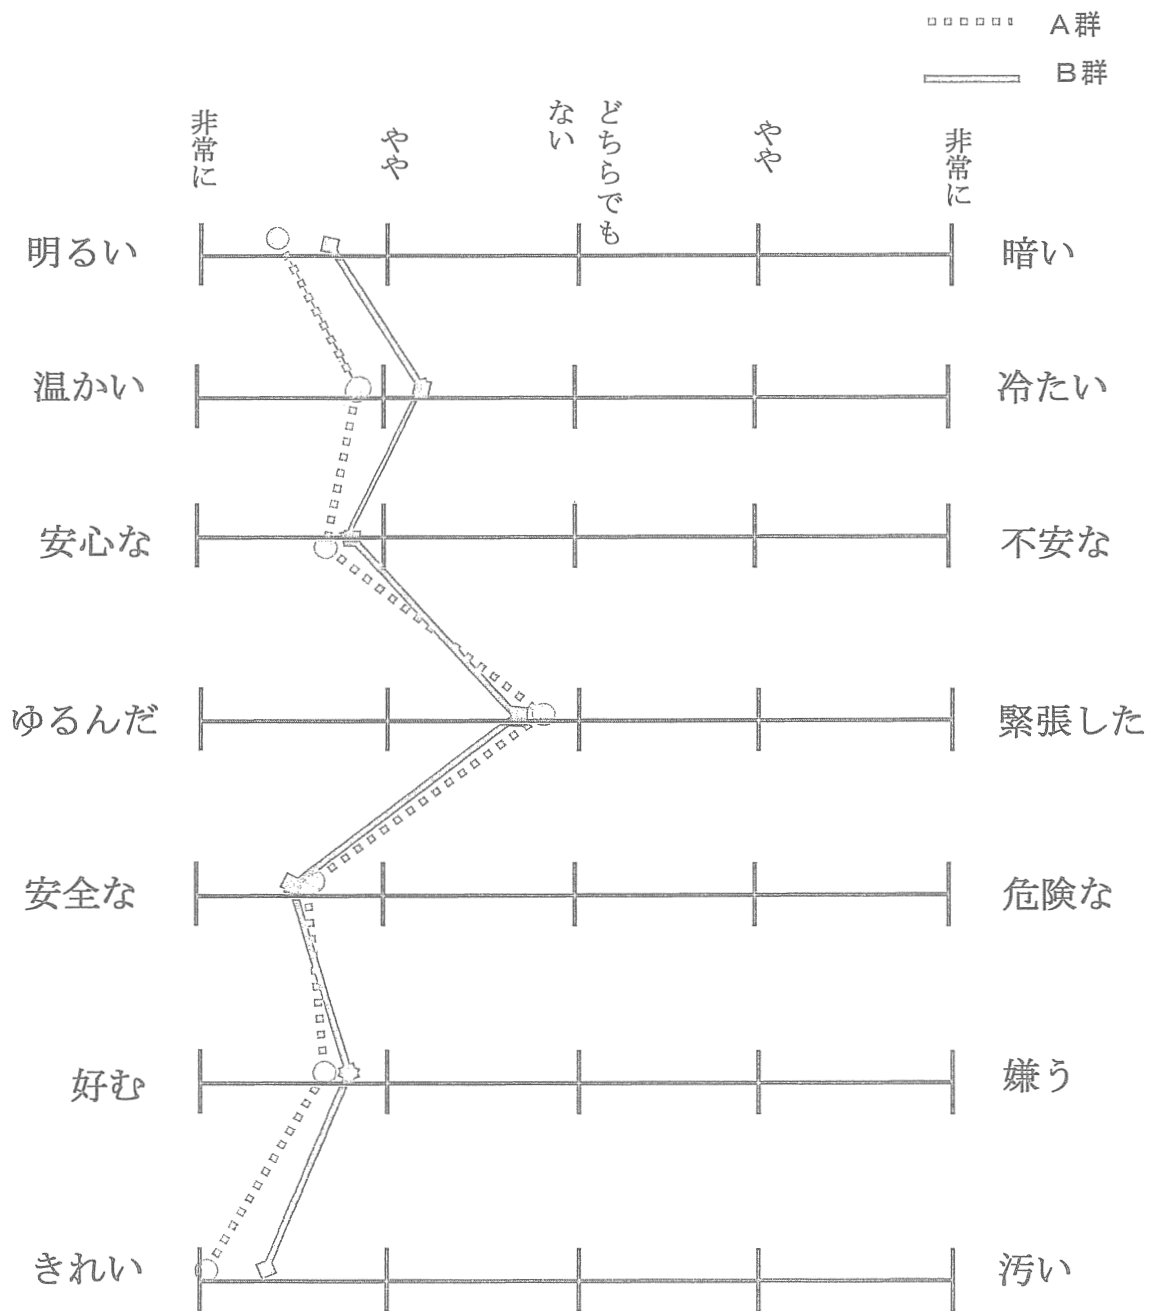 A群
B群
非常に
やや
どちらでも
ない
やや
非常に
明るい
暗い
温かい
冷たい
安心な
不安な
ゆるんだ
緊張した
安全な
危険な
好む
嫌う
きれい
汚い